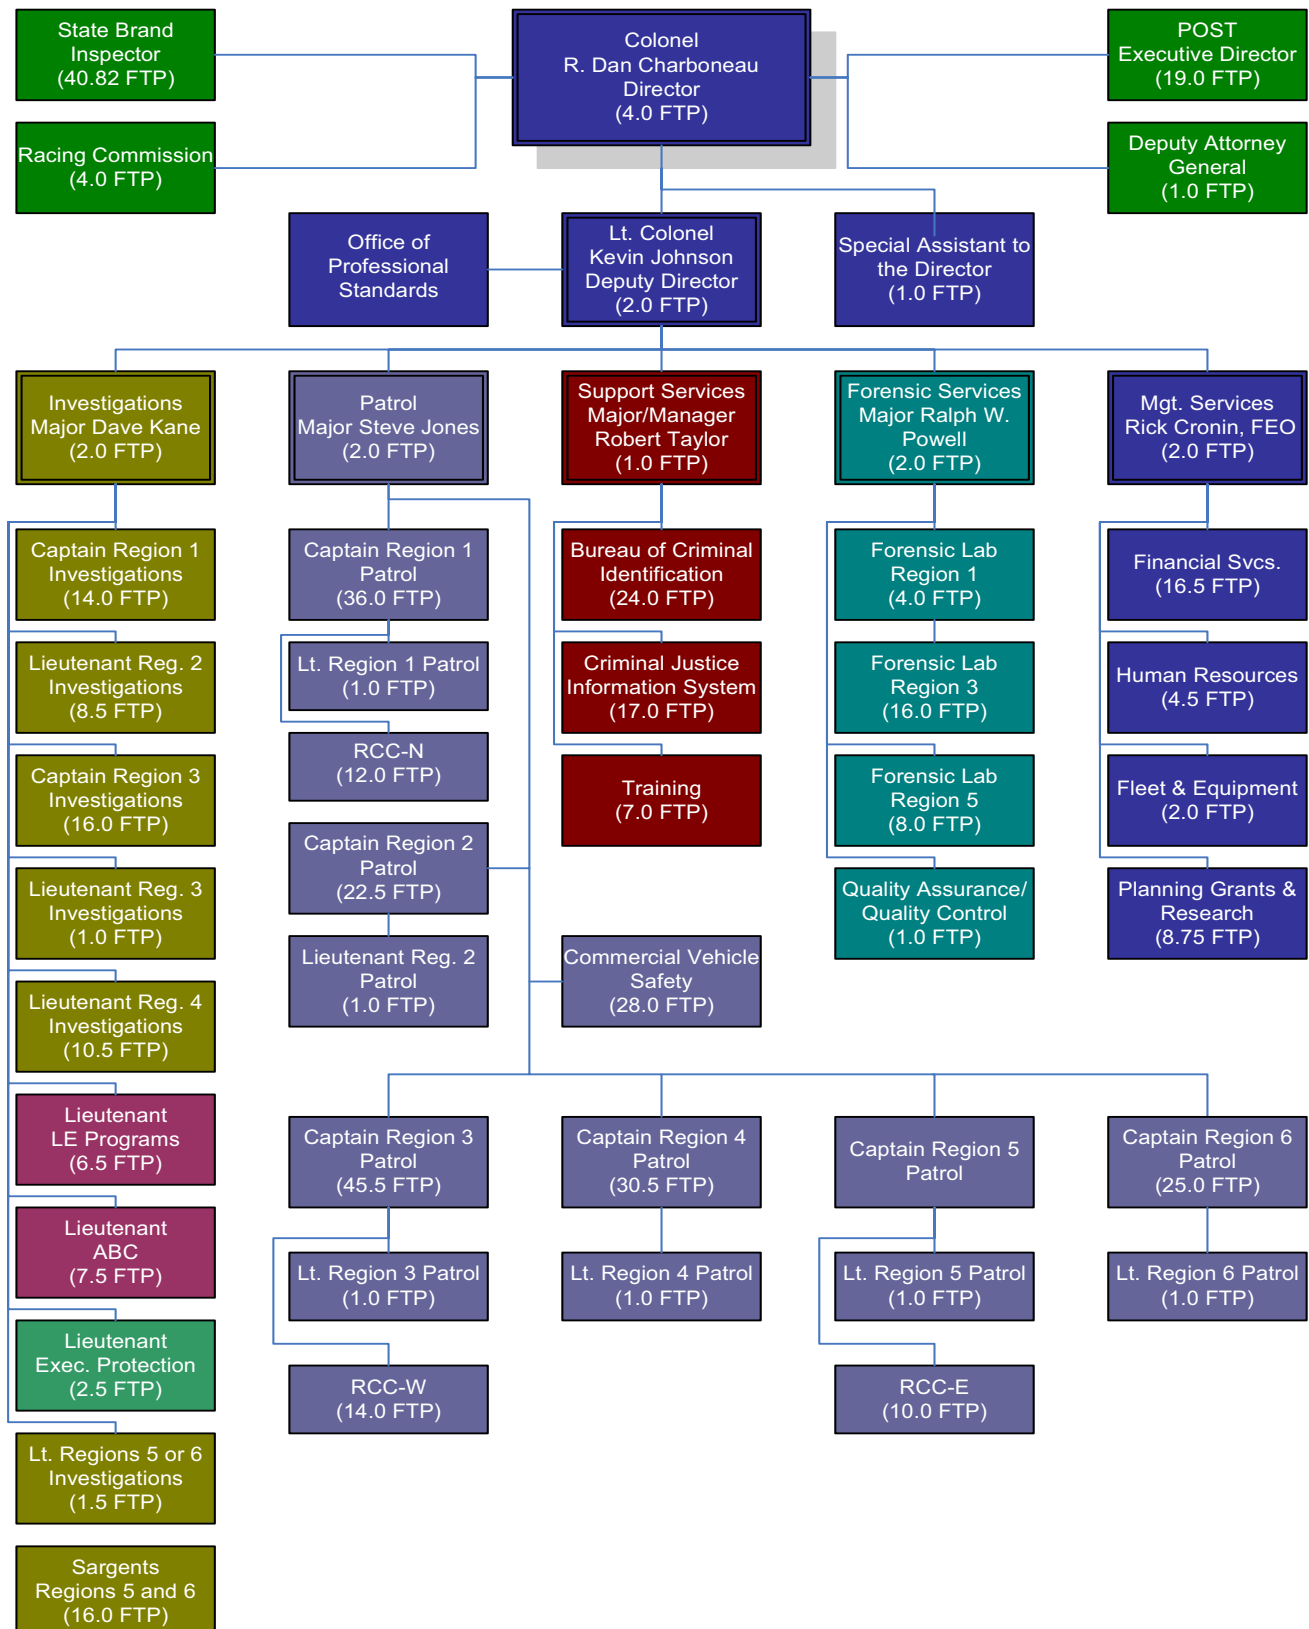 State Brand
Inspector
(40.82 FTP)
Colonel
R. Dan Charboneau
Director
(4.0 FTP)
POST
Executive Director
(19.0 FTP)
Racing Commission
(4.0 FTP)
Deputy Attorney
General
(1.0 FTP)
Office of
Professional
Standards
Lt. Colonel
Kevin Johnson
Deputy Director
(2.0 FTP)
Special Assistant to
the Director
(1.0 FTP)
Investigations
Major Dave Kane
(2.0 FTP)
Patrol
Major Steve Jones
(2.0 FTP)
Support Services
Major/Manager
Robert Taylor
(1.0 FTP)
Forensic Services
Major Ralph W.
Powell
(2.0 FTP)
Mgt. Services
Rick Cronin, FEO
(2.0 FTP)
Captain Region 1
Investigations
(14.0 FTP)
Captain Region 1
Patrol
(36.0 FTP)
Bureau of Criminal
Identification
(24.0 FTP)
Forensic Lab
Region 1
(4.0 FTP)
Financial Svcs.
(16.5 FTP)
Lieutenant Reg. 2
Investigations
(8.5 FTP)
Lt. Region 1 Patrol
(1.0 FTP)
Criminal Justice
Information System
(17.0 FTP)
Forensic Lab
Region 3
(16.0 FTP)
Human Resources
(4.5 FTP)
Captain Region 3
Investigations
(16.0 FTP)
RCC-N
(12.0 FTP)
Training
(7.0 FTP)
Forensic Lab
Region 5
(8.0 FTP)
Fleet & Equipment
(2.0 FTP)
Lieutenant Reg. 3
Investigations
(1.0 FTP)
Captain Region 2
Patrol
(22.5 FTP)
Quality Assurance/
Quality Control
(1.0 FTP)
Planning Grants &
Research
(8.75 FTP)
Lieutenant Reg. 4
Investigations
(10.5 FTP)
Lieutenant Reg. 2
Patrol
(1.0 FTP)
Commercial Vehicle
Safety
(28.0 FTP)
Lieutenant
LE Programs
(6.5 FTP)
Captain Region 3
Patrol
(45.5 FTP)
Captain Region 4
Patrol
(30.5 FTP)
Captain Region 5
Patrol
Captain Region 6
Patrol
(25.0 FTP)
Lieutenant
ABC
(7.5 FTP)
Lt. Region 3 Patrol
(1.0 FTP)
Lt. Region 4 Patrol
(1.0 FTP)
Lt. Region 5 Patrol
(1.0 FTP)
Lt. Region 6 Patrol
(1.0 FTP)
Lieutenant
Exec. Protection
(2.5 FTP)
RCC-W
(14.0 FTP)
RCC-E
(10.0 FTP)
Lt. Regions 5 or 6
Investigations
(1.5 FTP)
Sargents
Regions 5 and 6
(16.0 FTP)